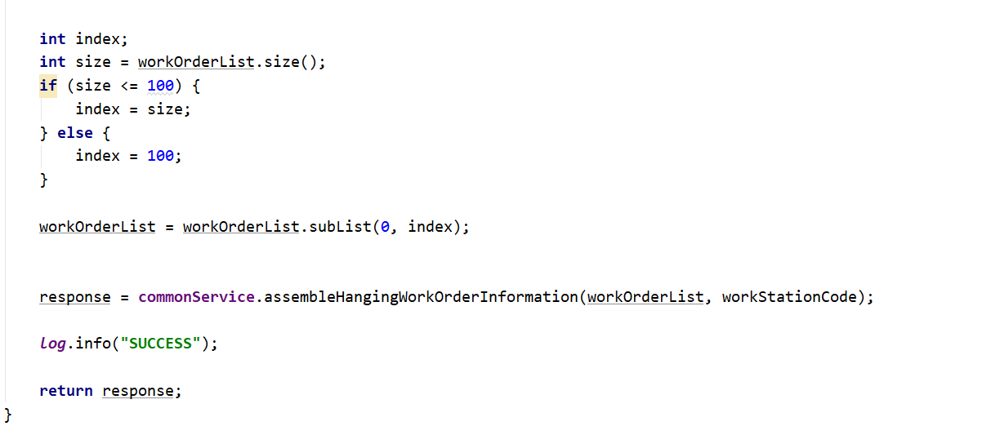 int index;
int size = workOrderList.size();
if (size <= 100) {
    index = size;
} else {
    index = 100;
}
workOrderList = workOrderList.subList(0, index);
response = commonService.assembleHangingWorkOrderInformation(workOrderList, workStationCode);
log.info("SUCCESS");
return response;
}